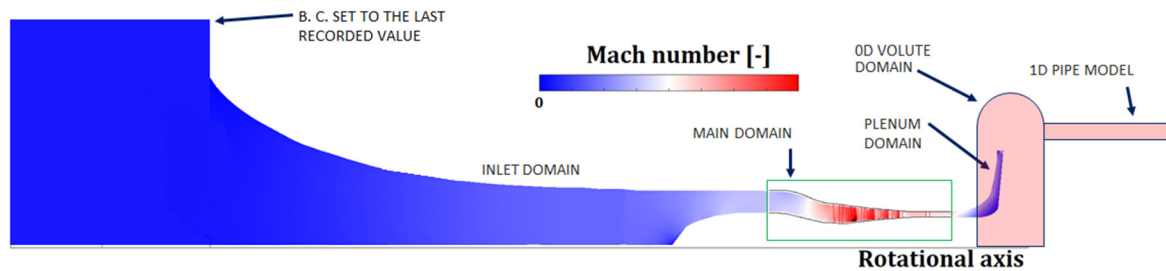 B. C. SET TO THE LAST
RECORDED VALUE
Mach number [-]
0
0D VOLUTE
DOMAIN
1D PIPE MODEL
MAIN DOMAIN
PLENUM
DOMAIN
INLET DOMAIN
Rotational axis